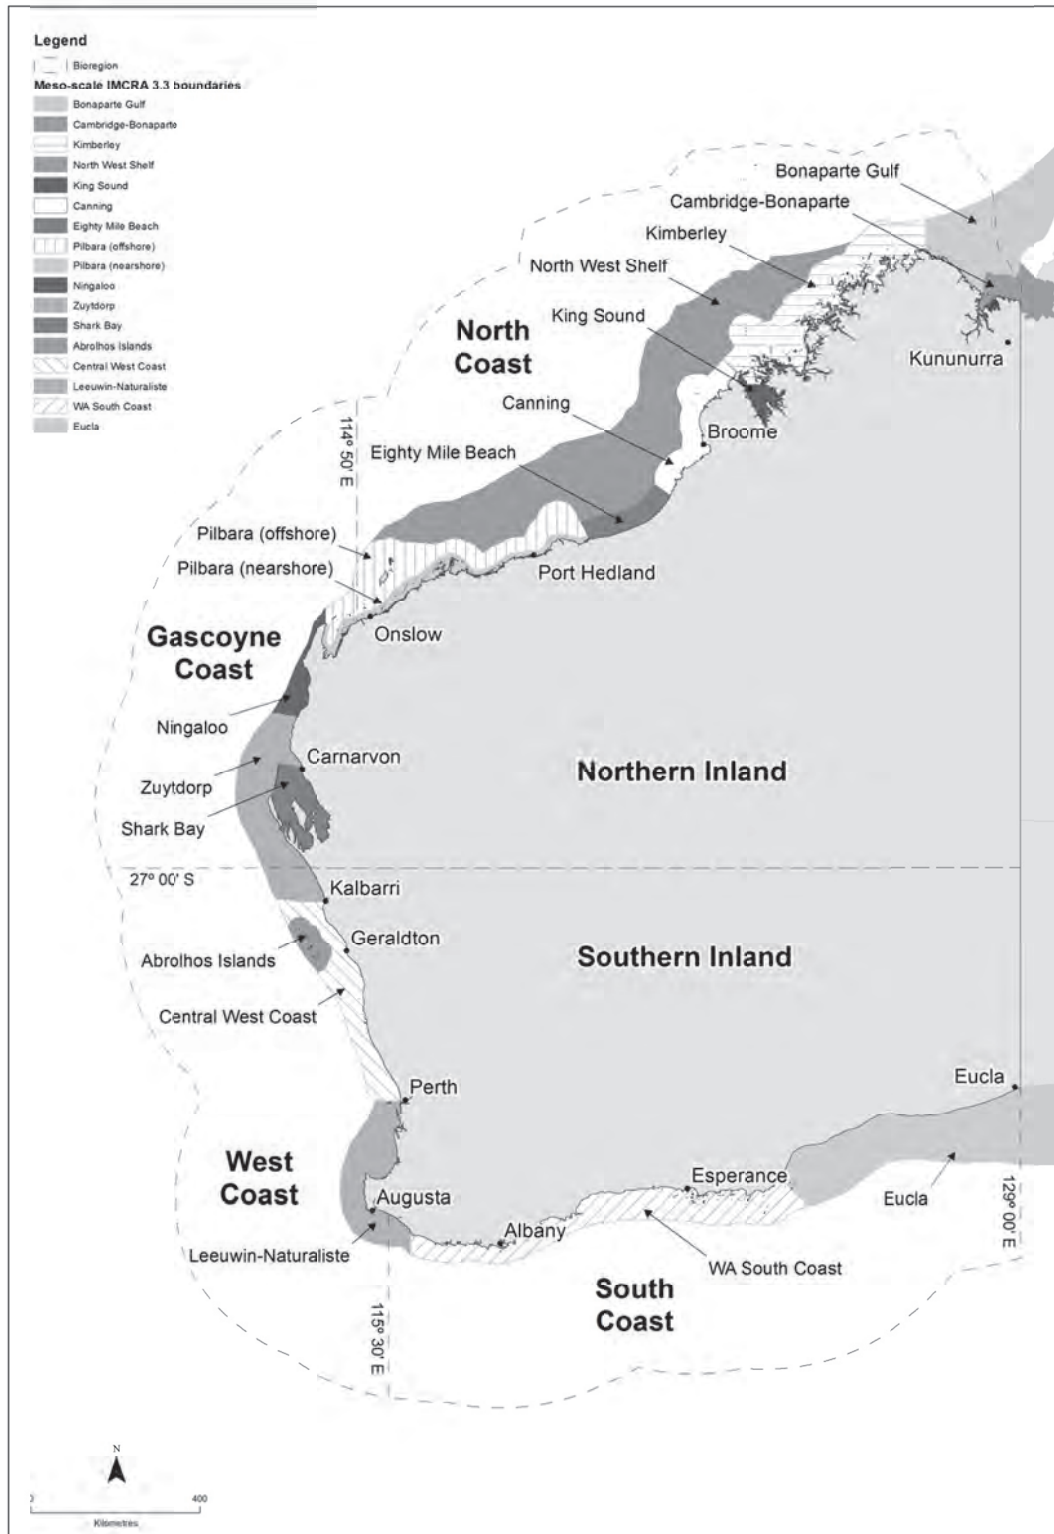 Legend
Bioregion
Meso-scale IMCRA 3.3 boundaries
Bonaparte Gulf
Cambridge-Bonaparte
Kimberley
North West Shelf
King Sound
Canning
Eighty Mile Beach
Pilbara (offshore)
Pilbara (nearshore)
Ningaloo
Zuytdorp
Shark Bay
Abrolhos Islands
Central West Coast
Leeuwin-Naturaliste
WA South Coast
Eucla
Bonaparte Gulf
Cambridge-Bonaparte
Kimberley
North West Shelf
King Sound
North
Coast
Kununurra
Canning
114º 50' E
Broome
Eighty Mile Beach
Pilbara (offshore)
Pilbara (nearshore)
Port Hedland
Onslow
Gascoyne
Coast
Ningaloo
Carnarvon
Northern Inland
Zuytdorp
Shark Bay
27º 00' S
Kalbarri
Geraldton
Abrolhos Islands
Southern Inland
Central West Coast
Perth
Eucla
West
Coast
Esperance
Augusta
Eucla
129º 00' E
Albany
Leeuwin-Naturaliste
WA South Coast
South
Coast
115º 30' E
N
0 400
Kilometres